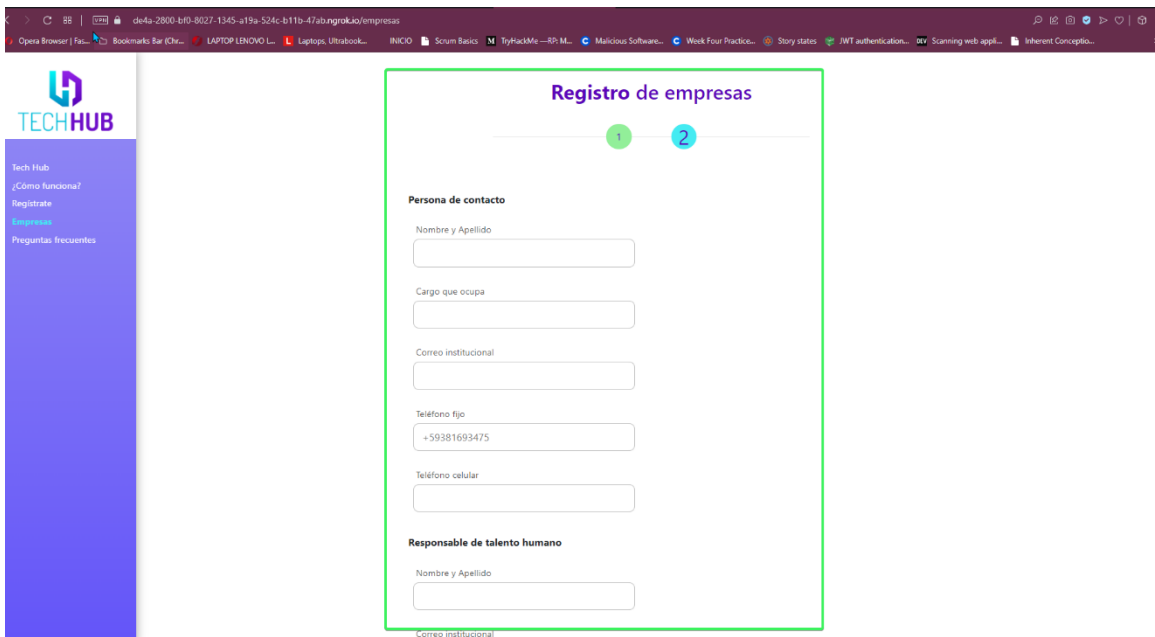 VPN de4a-2800-bf0-8027-1345-a19a-524c-b11b-47ab.ngrok.io/empresas
Opera Browser | Fas... Bookmarks Bar (Chr... LAPTOP LENOVO L... Laptops, Ultrabook... INICIO Scrum Basics TryHackMe — RP: M... Malicious Software... Week Four Practice... Story states JWT authentication... Scanning web appli... Inherent Conceptio...
TECHHUB
Tech Hub
¿Cómo funciona?
Regístrate
Empresas
Preguntas frecuentes
Registro de empresas
1 2
Persona de contacto
Nombre y Apellido
Cargo que ocupa
Correo institucional
Teléfono fijo
+59381693475
Teléfono celular
Responsable de talento humano
Nombre y Apellido
Correo institucional